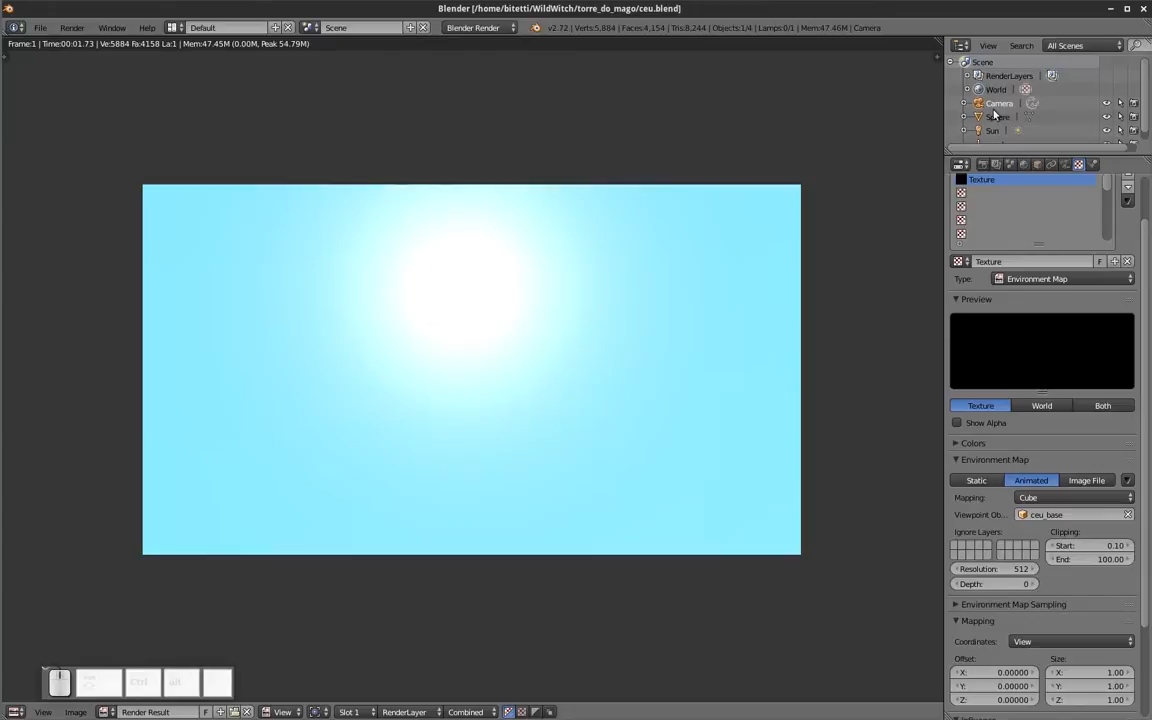 Blender [/home/bitetti/WildWitch/torre_do_mago/ceu.blend]
File Render Window Help Default Scene Blender Render v2.72 | Verts:5,884 | Faces:4,154 | Tris:8,244 | Objects:1/4 | Lamps:0/1 | Mem:47.46M | Camera
Frame:1 | Time:00:01.73 | Ve:5884 Fa:4158 La:1 | Mem:47.45M (0.00M, Peak 54.79M)
View Search All Scenes
Scene
RenderLayers
World
Camera
Sphere
Sun
Texture
Texture F
Type: Environment Map
Preview
Texture World Both
Show Alpha
Colors
Environment Map
Static Animated Image File
Mapping: Cube
Viewpoint Ob... ceu_base
Ignore Layers: Clipping:
Start: 0.10
End: 100.00
Resolution: 512
Depth: 0
Environment Map Sampling
Mapping
Coordinates: View
Offset: Size:
X: 0.00000 X: 1.00
Y: 0.00000 Y: 1.00
Z: 0.00000 Z: 1.00
Ctrl
View Image Render Result F View Slot 1 RenderLayer Combined